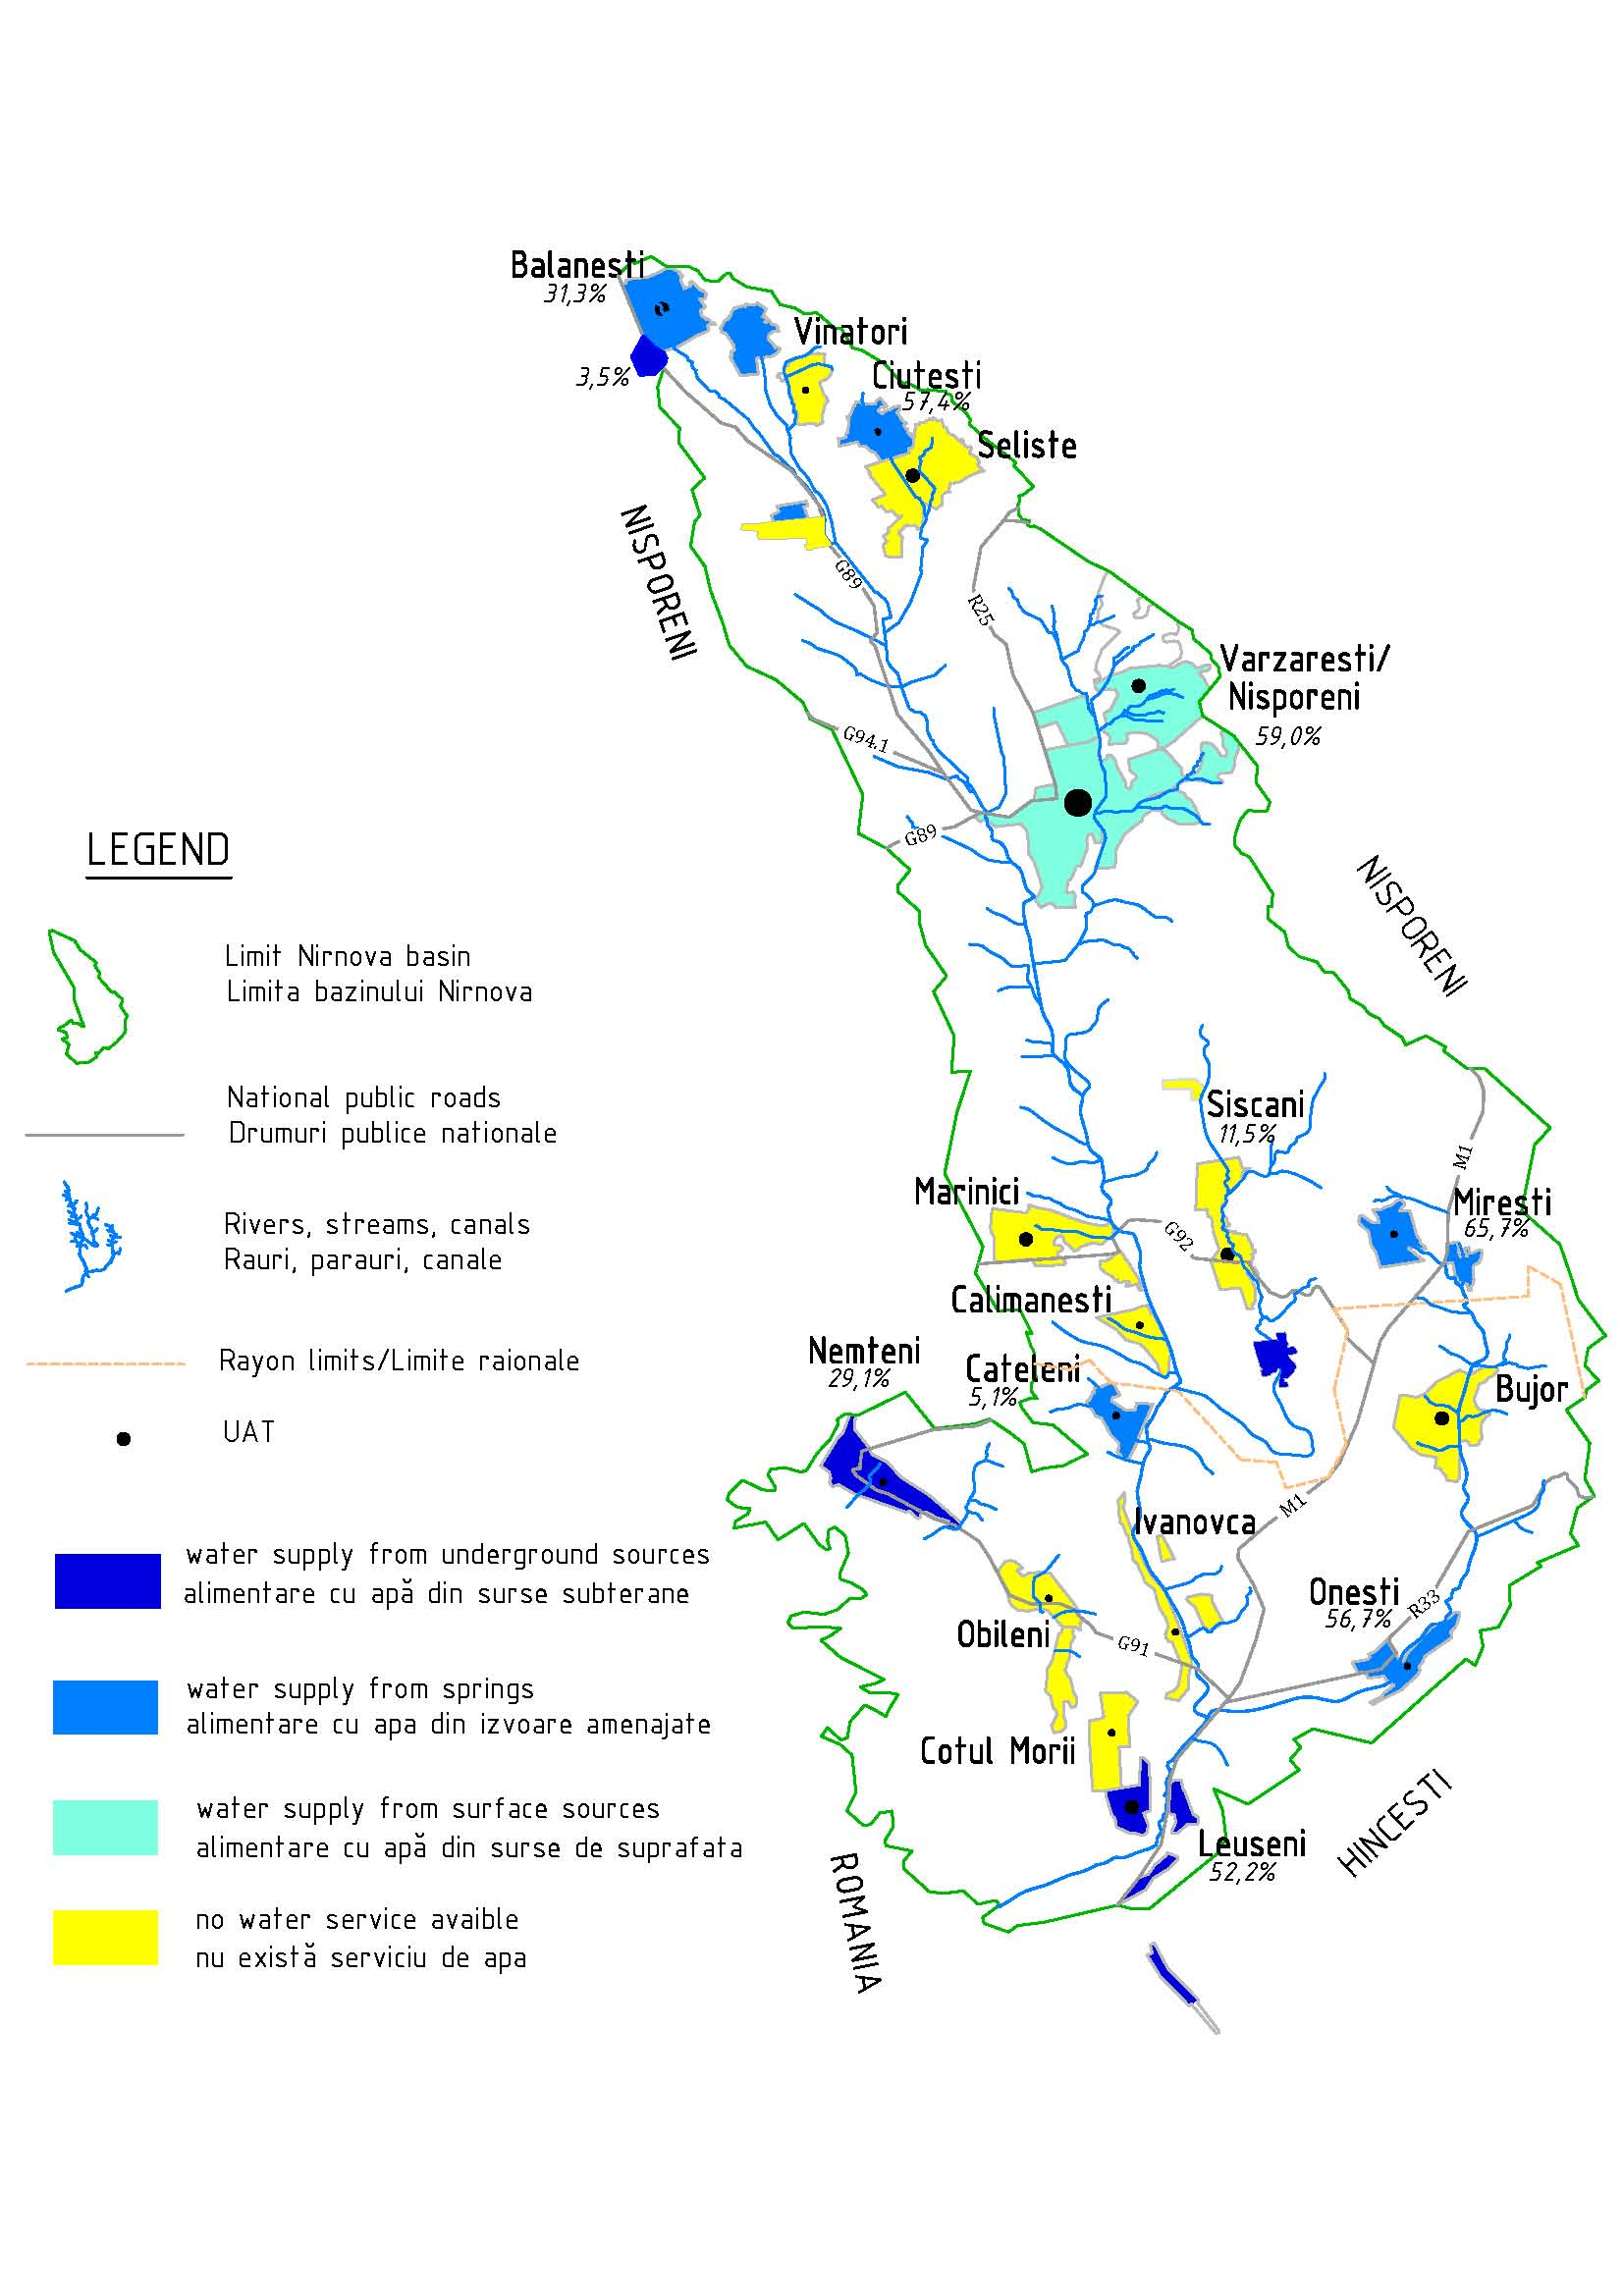 Balanesti
31,3%
3,5%
Vinatori
Ciutesti
57,4%
Seliste
NISPORENI
G89
R25
Varzaresti/
Nisporeni
59,0%
G94.1
G89
NISPORENI
LEGEND
Limit Nirnova basin
Limita bazinului Nirnova
National public roads
Drumuri publice nationale
Rivers, streams, canals
Rauri, parauri, canale
Rayon limits/Limite raionale
UAT
water supply from underground sources
alimentare cu apă din surse subterane
water supply from springs
alimentare cu apa din izvoare amenajate
water supply from surface sources
alimentare cu apă din surse de suprafata
no water service avaible
nu există serviciu de apa
Siscani
11,5%
M1
Marinici
G92
Miresti
65,7%
Calimanesti
Nemteni
29,1%
Cateleni
5,1%
Bujor
M1
Ivanovca
Onesti
56,7%
R33
Obileni
G91
Cotul Morii
Leuseni
52,2%
HINCESTI
ROMANIA